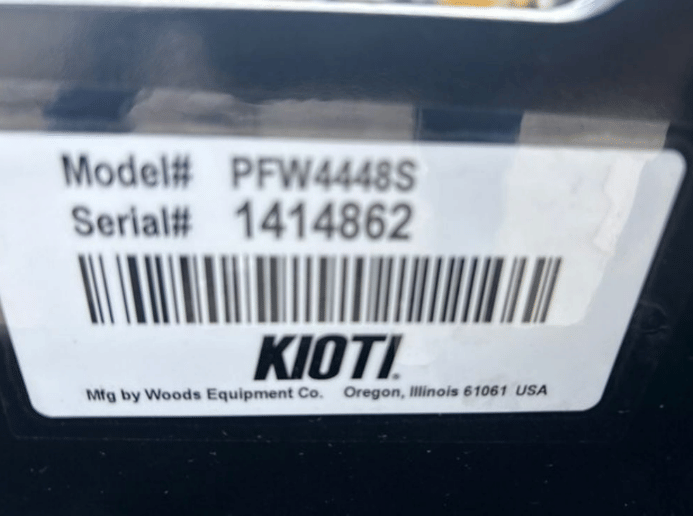 Model# PFW4448S
Serial# 1414862
KIOTI.
Mfg by Woods Equipment Co. Oregon, Illinois 61061 USA